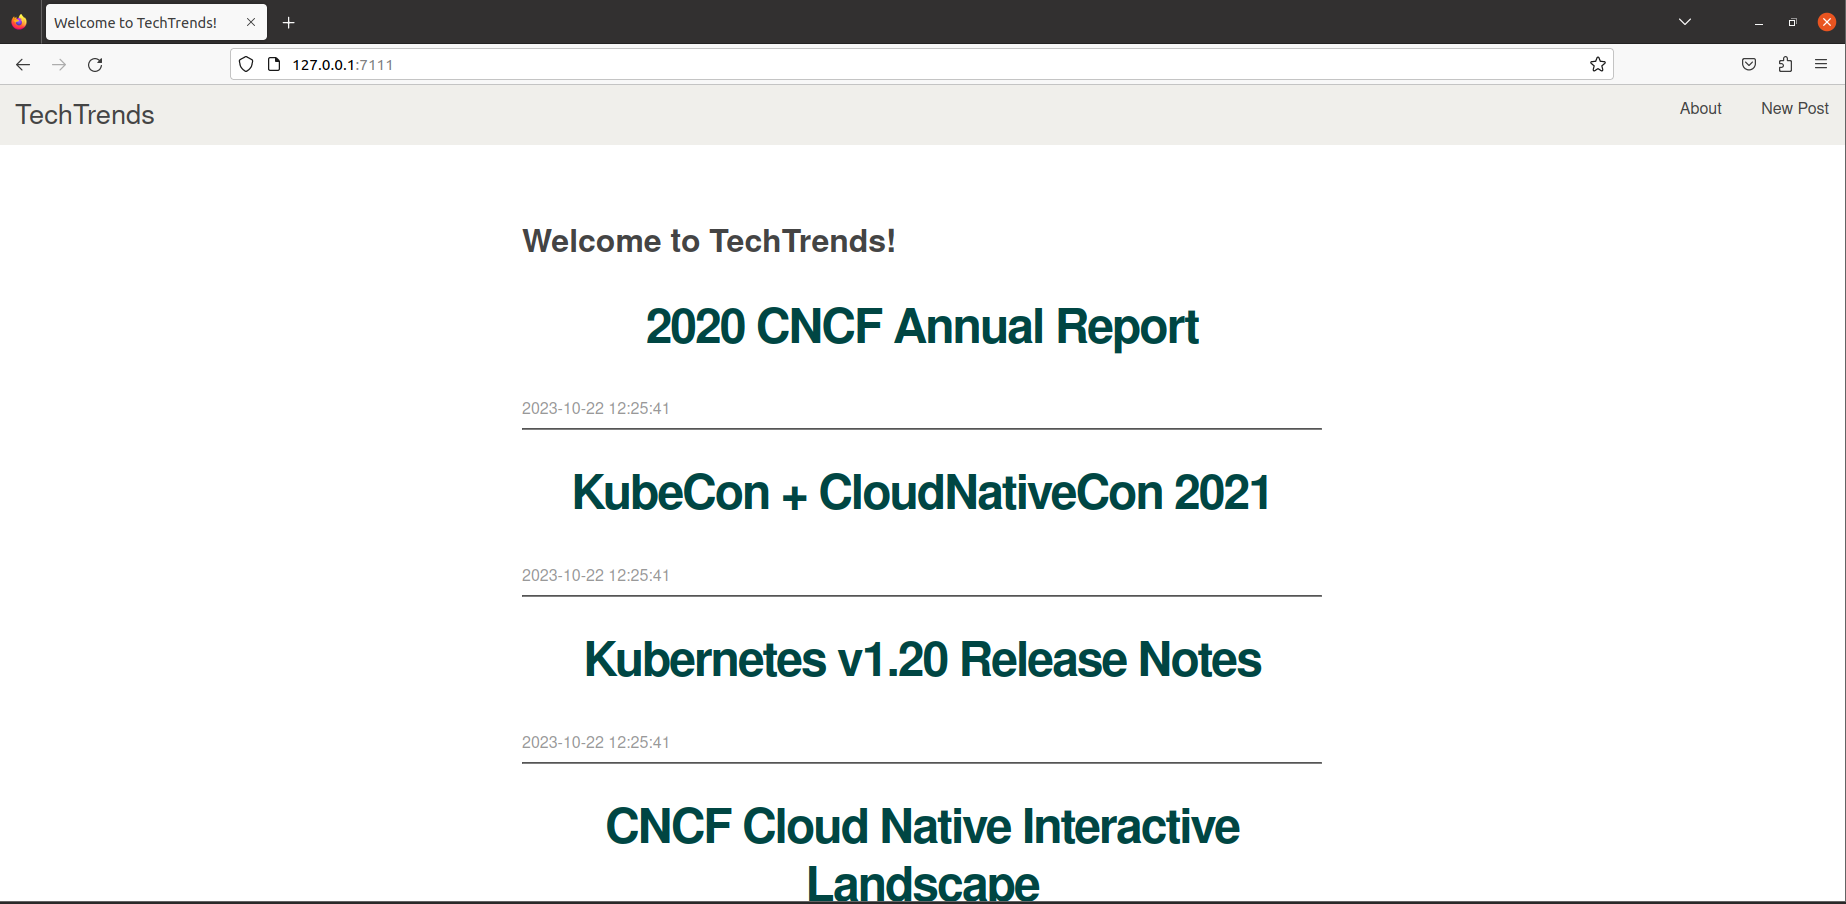 Welcome to TechTrends!
127.0.0.1:7111
TechTrends
About
New Post
Welcome to TechTrends!
2020 CNCF Annual Report
2023-10-22 12:25:41
KubeCon + CloudNativeCon 2021
2023-10-22 12:25:41
Kubernetes v1.20 Release Notes
2023-10-22 12:25:41
CNCF Cloud Native Interactive
Landscape